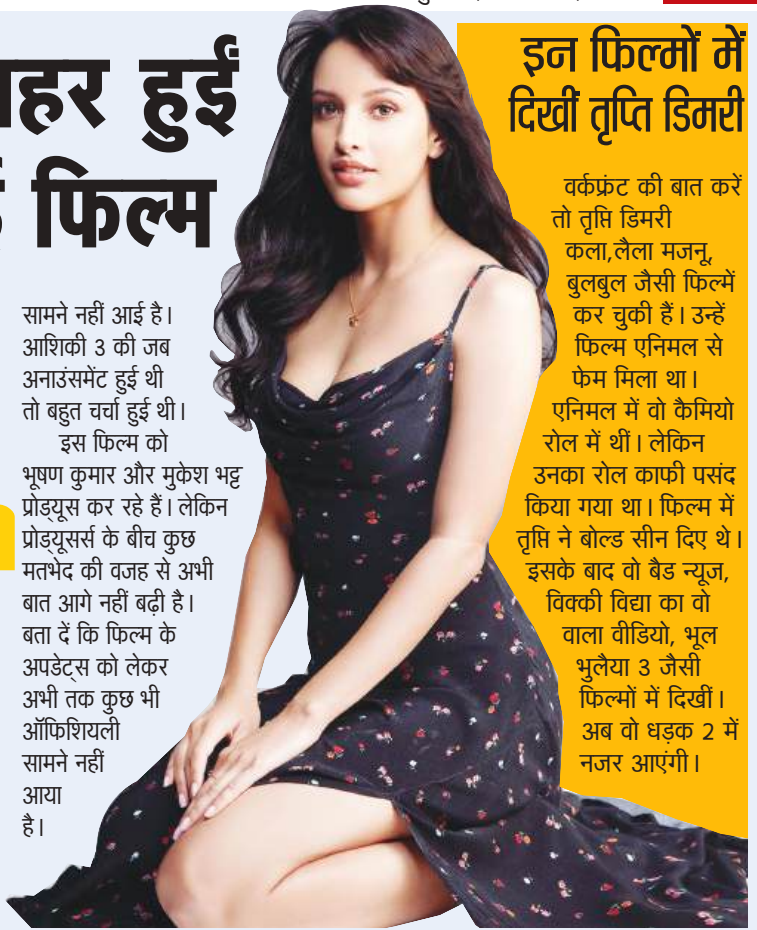 हुईं
फिल्म
सामने नहीं आई है।
आशिकी 3 की जब
अनाउंसमेंट हुई थी
तो बहुत चर्चा हुई थी।
इस फिल्म को
भूषण कुमार और मुकेश भट्ट
प्रोड्यूस कर रहे हैं। लेकिन
प्रोड्यूसर्स के बीच कुछ
मतभेद की वजह से अभी
बात आगे नहीं बढ़ी है।
बता दें कि फिल्म के
अपडेट्स को लेकर
अभी तक कुछ भी
ऑफिशियली
सामने नहीं
आया
है।
इन फिल्मों में
दिखीं तृप्ति डिमरी
वर्कफ्रंट की बात करें
तो तृप्ति डिमरी
कला,लैला मजनू,
बुलबुल जैसी फिल्में
कर चुकी हैं। उन्हें
फिल्म एनिमल से
फेम मिला था।
एनिमल में वो कैमियो
रोल में थीं। लेकिन
उनका रोल काफी पसंद
किया गया था। फिल्म में
तृप्ति ने बोल्ड सीन दिए थे।
इसके बाद वो बैड न्यूज,
विक्की विद्या का वो
वाला वीडियो, भूल
भुलैया 3 जैसी
फिल्मों में दिखीं।
अब वो धड़क 2 में
नजर आएंगी।